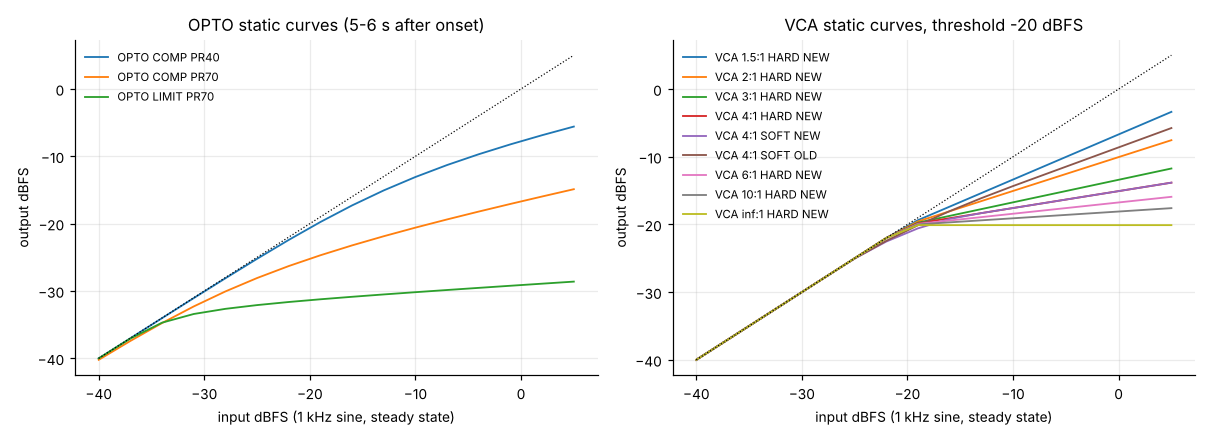 OPTO static curves (5-6 s after onset)
OPTO COMP PR40
OPTO COMP PR70
OPTO LIMIT PR70
output dBFS
0
−10
−20
−30
−40
−40
−30
−20
−10
0
input dBFS (1 kHz sine, steady state)
VCA static curves, threshold -20 dBFS
VCA 1.5:1 HARD NEW
VCA 2:1 HARD NEW
VCA 3:1 HARD NEW
VCA 4:1 HARD NEW
VCA 4:1 SOFT NEW
VCA 4:1 SOFT OLD
VCA 6:1 HARD NEW
VCA 10:1 HARD NEW
VCA inf:1 HARD NEW
output dBFS
0
−10
−20
−30
−40
−40
−30
−20
−10
0
input dBFS (1 kHz sine, steady state)